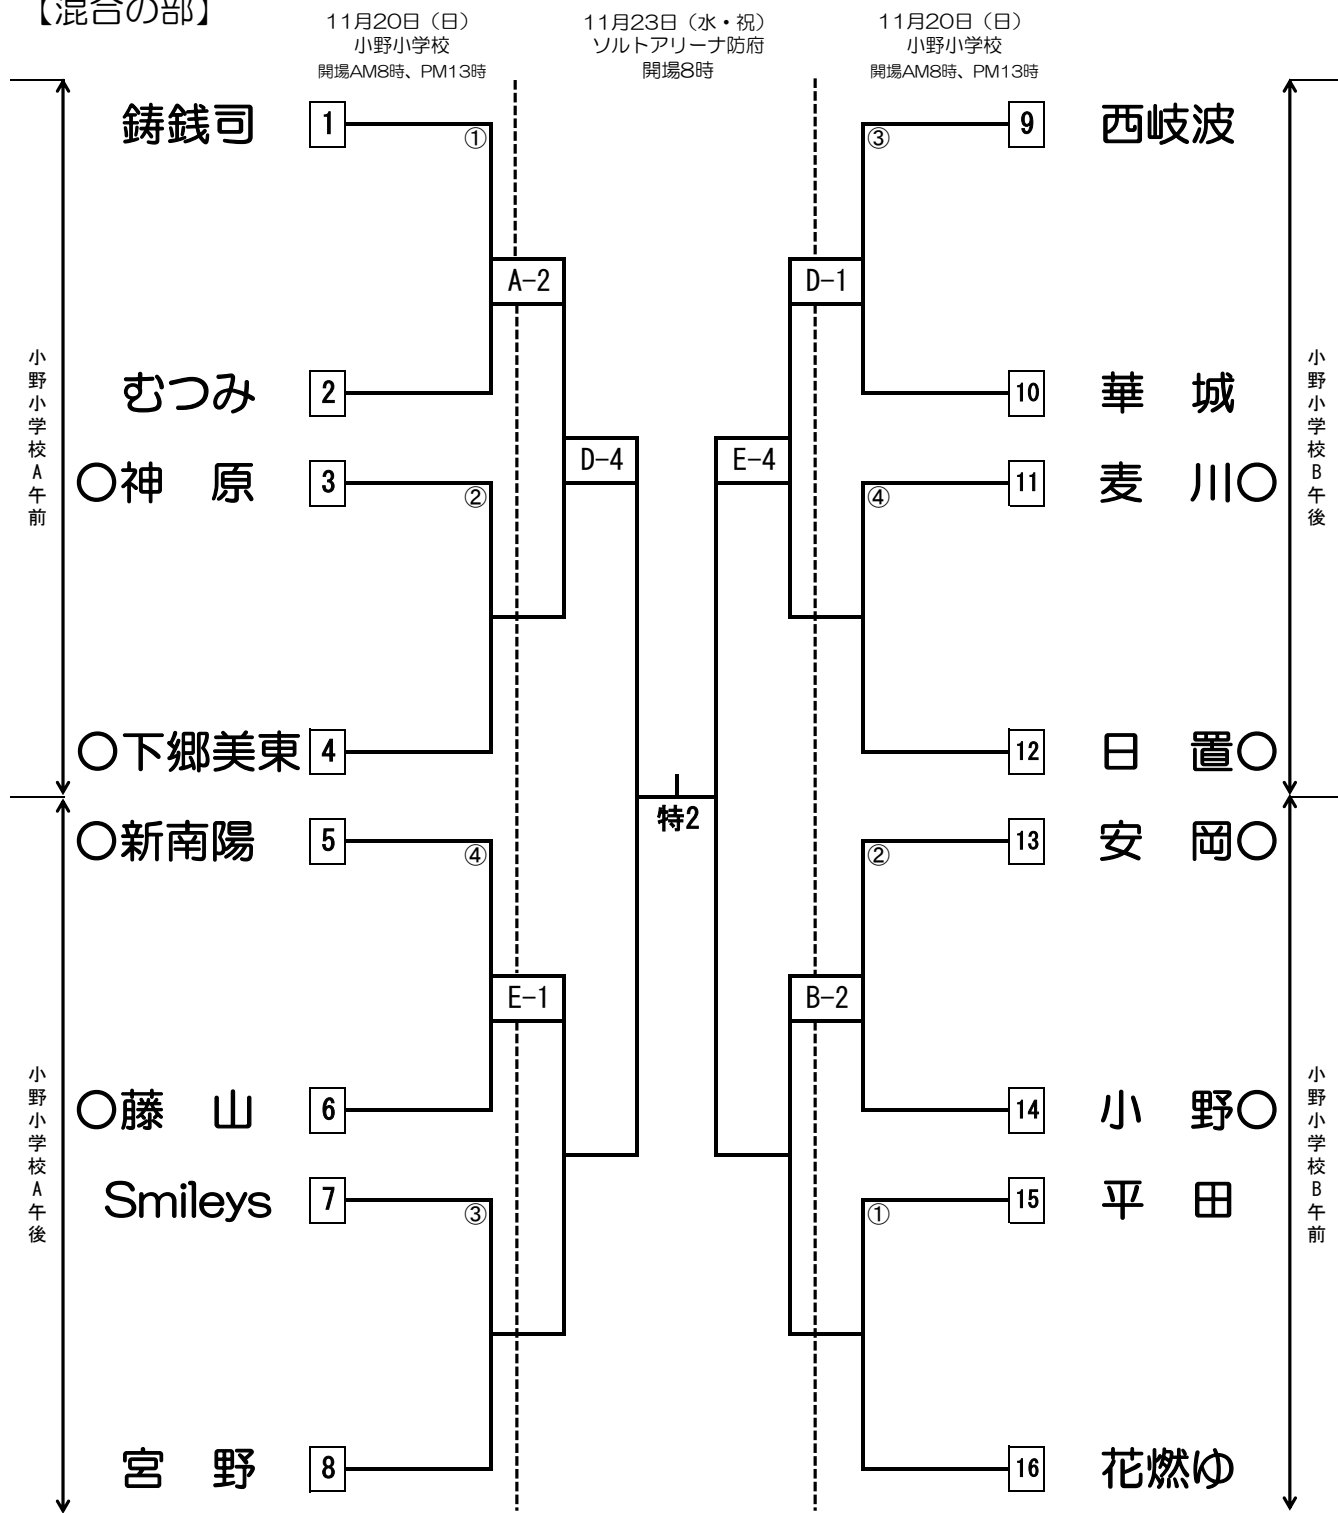 【混合の部】
11月20日（日）
小野小学校
開場AM8時、PM13時
11月23日（水・祝）
ソルトアリーナ防府
開場8時
11月20日（日）
小野小学校
開場AM8時、PM13時
小野小学校A午前
鋳銭司 1
①
A-2
むつみ 2
○神 原 3
②
D-4
○下郷美東 4
小野小学校A午後
○新南陽 5
④
E-1
○藤 山 6
Smileys 7
③
宮 野 8
特2
9 西岐波
③
D-1
10 華 城
11 麦 川○
④
E-4
12 日 置○
小野小学校B午後
13 安 岡○
②
B-2
14 小 野○
15 平 田
①
16 花燃ゆ
小野小学校B午前